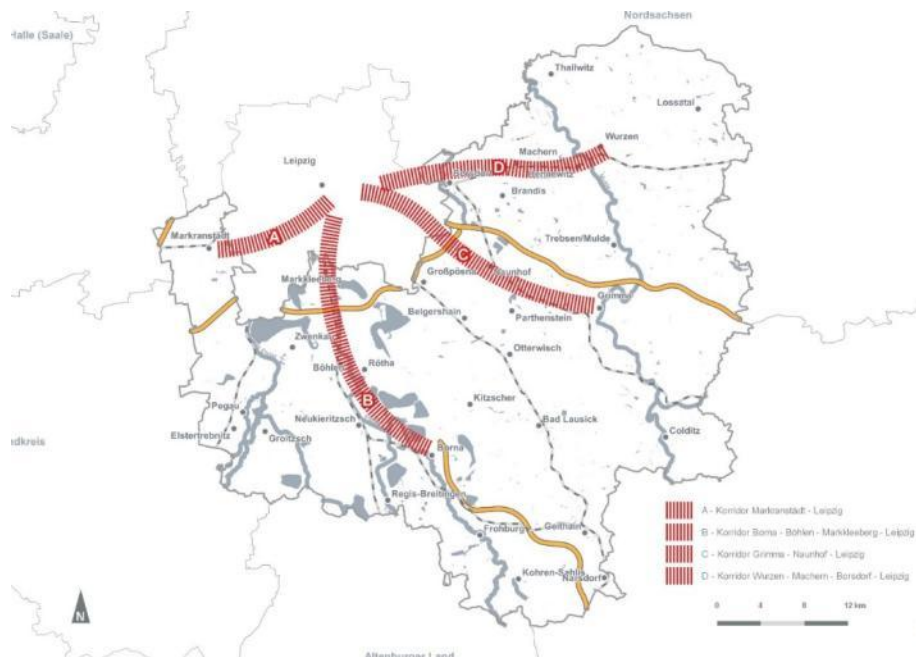 Nordsachsen
Halle (Saale)
Thallwitz
Lossztal
Wurzen
Machern
D
Leipzig
Brandis
Markranstädt
A
Trebsen/Mulde
C
Naunhof
Großpösna
Markkleeberg
Grimma
Belgershain
Parthenstein
Zwenkau
Otterwisch
Böhlen
Rötha
B
Kitzscher
Pegau
Neukieritzsch
Bad Lausick
Elstertrebnitz
Groitzsch
Colditz
ndkreis
Borna
Regis-Breitingen
Frohburg
Geithain
Kohren-Sahlis
Narsdorf
A - Korridor Markranstädt - Leipzig
B - Korridor Borna - Böhlen - Markkleeberg - Leipzig
C - Korridor Grimma - Naunhof - Leipzig
D - Korridor Wurzen - Machern - Borsdorf - Leipzig
N
0 4 8 12 km
Altenburger Land